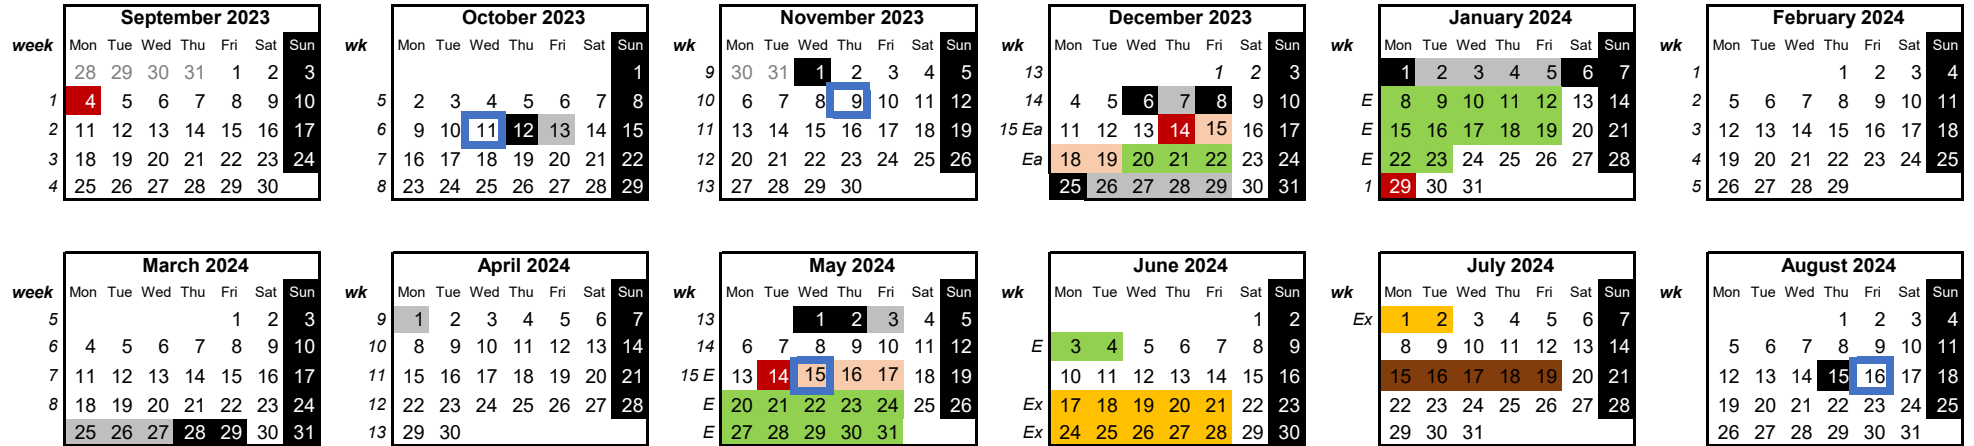 September 2023 October 2023 November 2023 December 2023 January 2024 February 2024
week Mon Tue Wed Thu Fri Sat Sun wk Mon Tue Wed Thu Fri Sat Sun wk Mon Tue Wed Thu Fri Sat Sun wk Mon Tue Wed Thu Fri Sat Sun wk Mon Tue Wed Thu Fri Sat Sun wk Mon Tue Wed Thu Fri Sat Sun
28 29 30 31 1 2 3 1 9 30 31 1 2 3 4 5 13 1 2 3 1 2 3 4 5 6 7 1 1 2 3 4
1 4 5 6 7 8 9 10 5 2 3 4 5 6 7 8 10 6 7 8 9 10 11 12 14 4 5 6 7 8 9 10 E 8 9 10 11 12 13 14 2 5 6 7 8 9 10 11
2 11 12 13 14 15 16 17 6 9 10 11 12 13 14 15 11 13 14 15 16 17 18 19 15 Ea 11 12 13 14 15 16 17 E 15 16 17 18 19 20 21 3 12 13 14 15 16 17 18
3 18 19 20 21 22 23 24 7 16 17 18 19 20 21 22 12 20 21 22 23 24 25 26 Ea 18 19 20 21 22 23 24 E 22 23 24 25 26 27 28 4 19 20 21 22 23 24 25
4 25 26 27 28 29 30 8 23 24 25 26 27 28 29 13 27 28 29 30 25 26 27 28 29 30 31 1 29 30 31 5 26 27 28 29
March 2024 April 2024 May 2024 June 2024 July 2024 August 2024
week Mon Tue Wed Thu Fri Sat Sun wk Mon Tue Wed Thu Fri Sat Sun wk Mon Tue Wed Thu Fri Sat Sun Mon Tue Wed Thu Fri Sat Sun wk Mon Tue Wed Thu Fri Sat Sun wk Mon Tue Wed Thu Fri Sat Sun
5 1 2 3 9 1 2 3 4 5 6 7 13 1 2 3 4 5 1 2 Ex 1 2 3 4 5 6 7 1 2 3 4
6 4 5 6 7 8 9 10 10 8 9 10 11 12 13 14 14 6 7 8 9 10 11 12 E 3 4 5 6 7 8 9 8 9 10 11 12 13 14 5 6 7 8 9 10 11
7 11 12 13 14 15 16 17 11 15 16 17 18 19 20 21 15 E 13 14 15 16 17 18 19 10 11 12 13 14 15 16 15 16 17 18 19 20 21 12 13 14 15 16 17 18
8 18 19 20 21 22 23 24 12 22 23 24 25 26 27 28 E 20 21 22 23 24 25 26 Ex 17 18 19 20 21 22 23 22 23 24 25 26 27 28 19 20 21 22 23 24 25
25 26 27 28 29 30 31 13 29 30 E 27 28 29 30 31 Ex 24 25 26 27 28 29 30 29 30 31 26 27 28 29 30 31